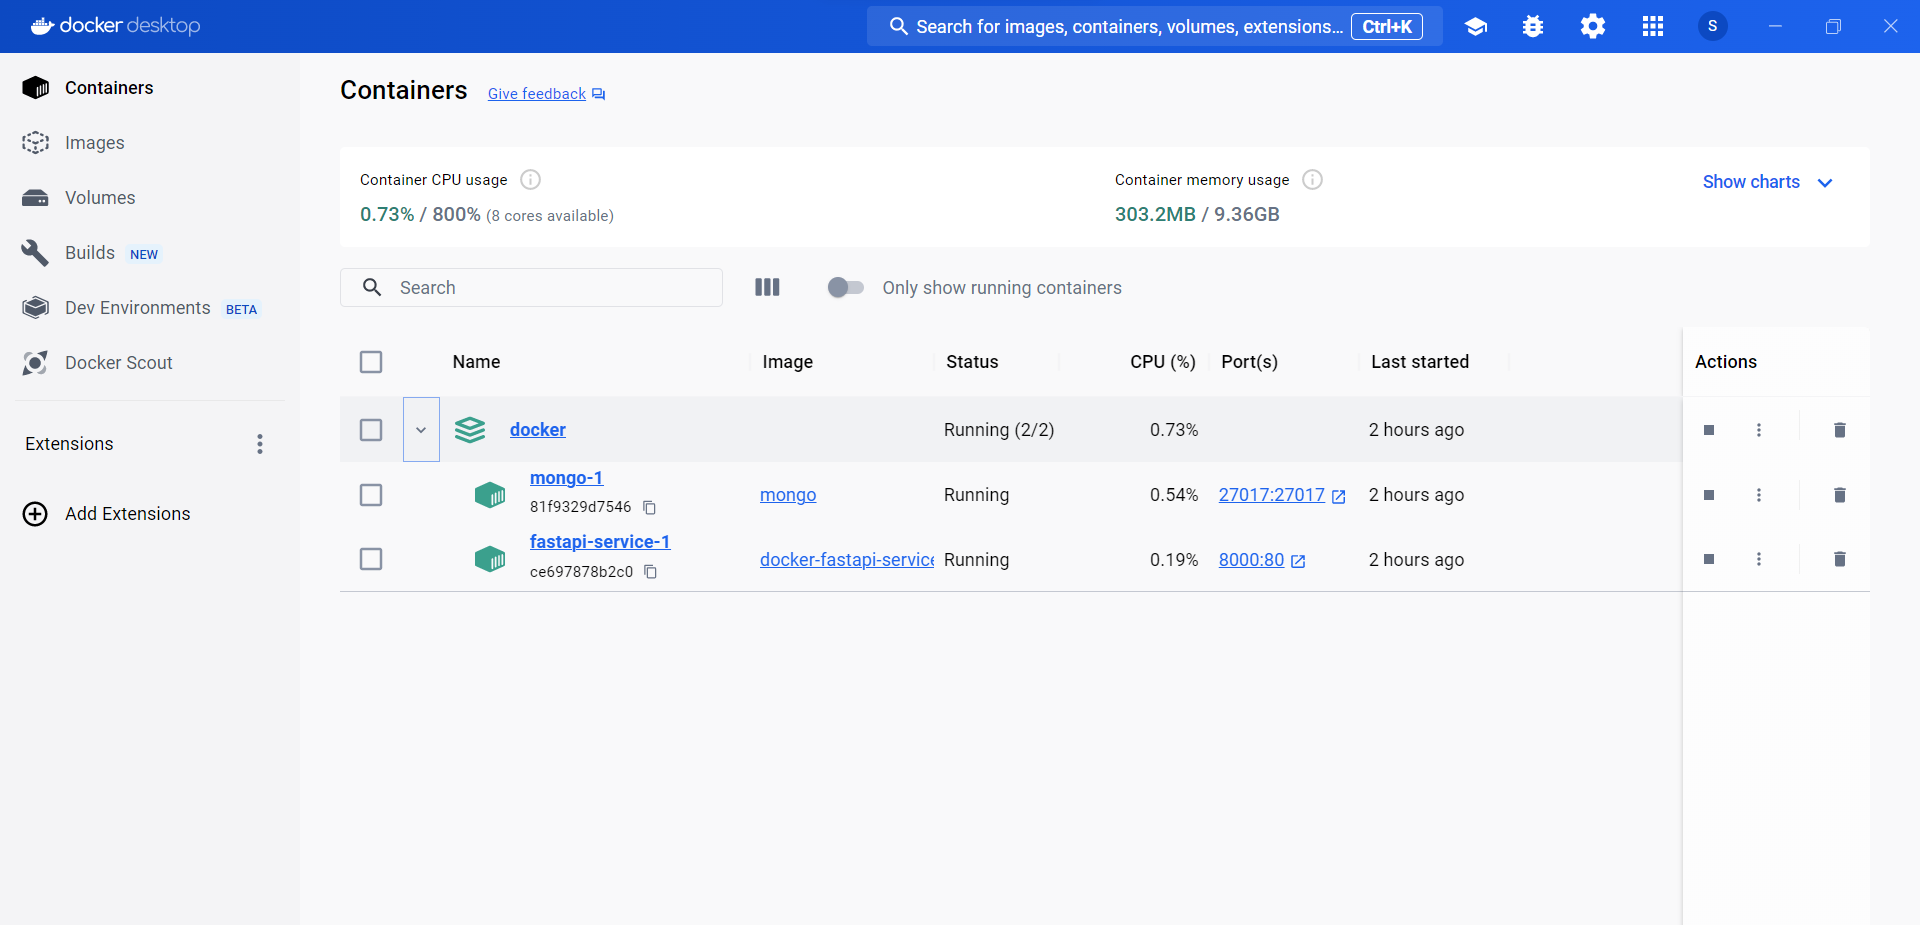 docker desktop
Search for images, containers, volumes, extensions... Ctrl+K
S
Containers
Images
Volumes
Builds NEW
Dev Environments BETA
Docker Scout
Extensions
Add Extensions
Containers Give feedback
Container CPU usage
0.73% / 800% (8 cores available)
Container memory usage
303.2MB / 9.36GB
Show charts
Search
Only show running containers
Name Image Status CPU (%) Port(s) Last started Actions
docker Running (2/2) 0.73% 2 hours ago
mongo-1
81f9329d7546
mongo Running 0.54% 27017:27017 2 hours ago
fastapi-service-1
ce697878b2c0
docker-fastapi-service Running 0.19% 8000:80 2 hours ago